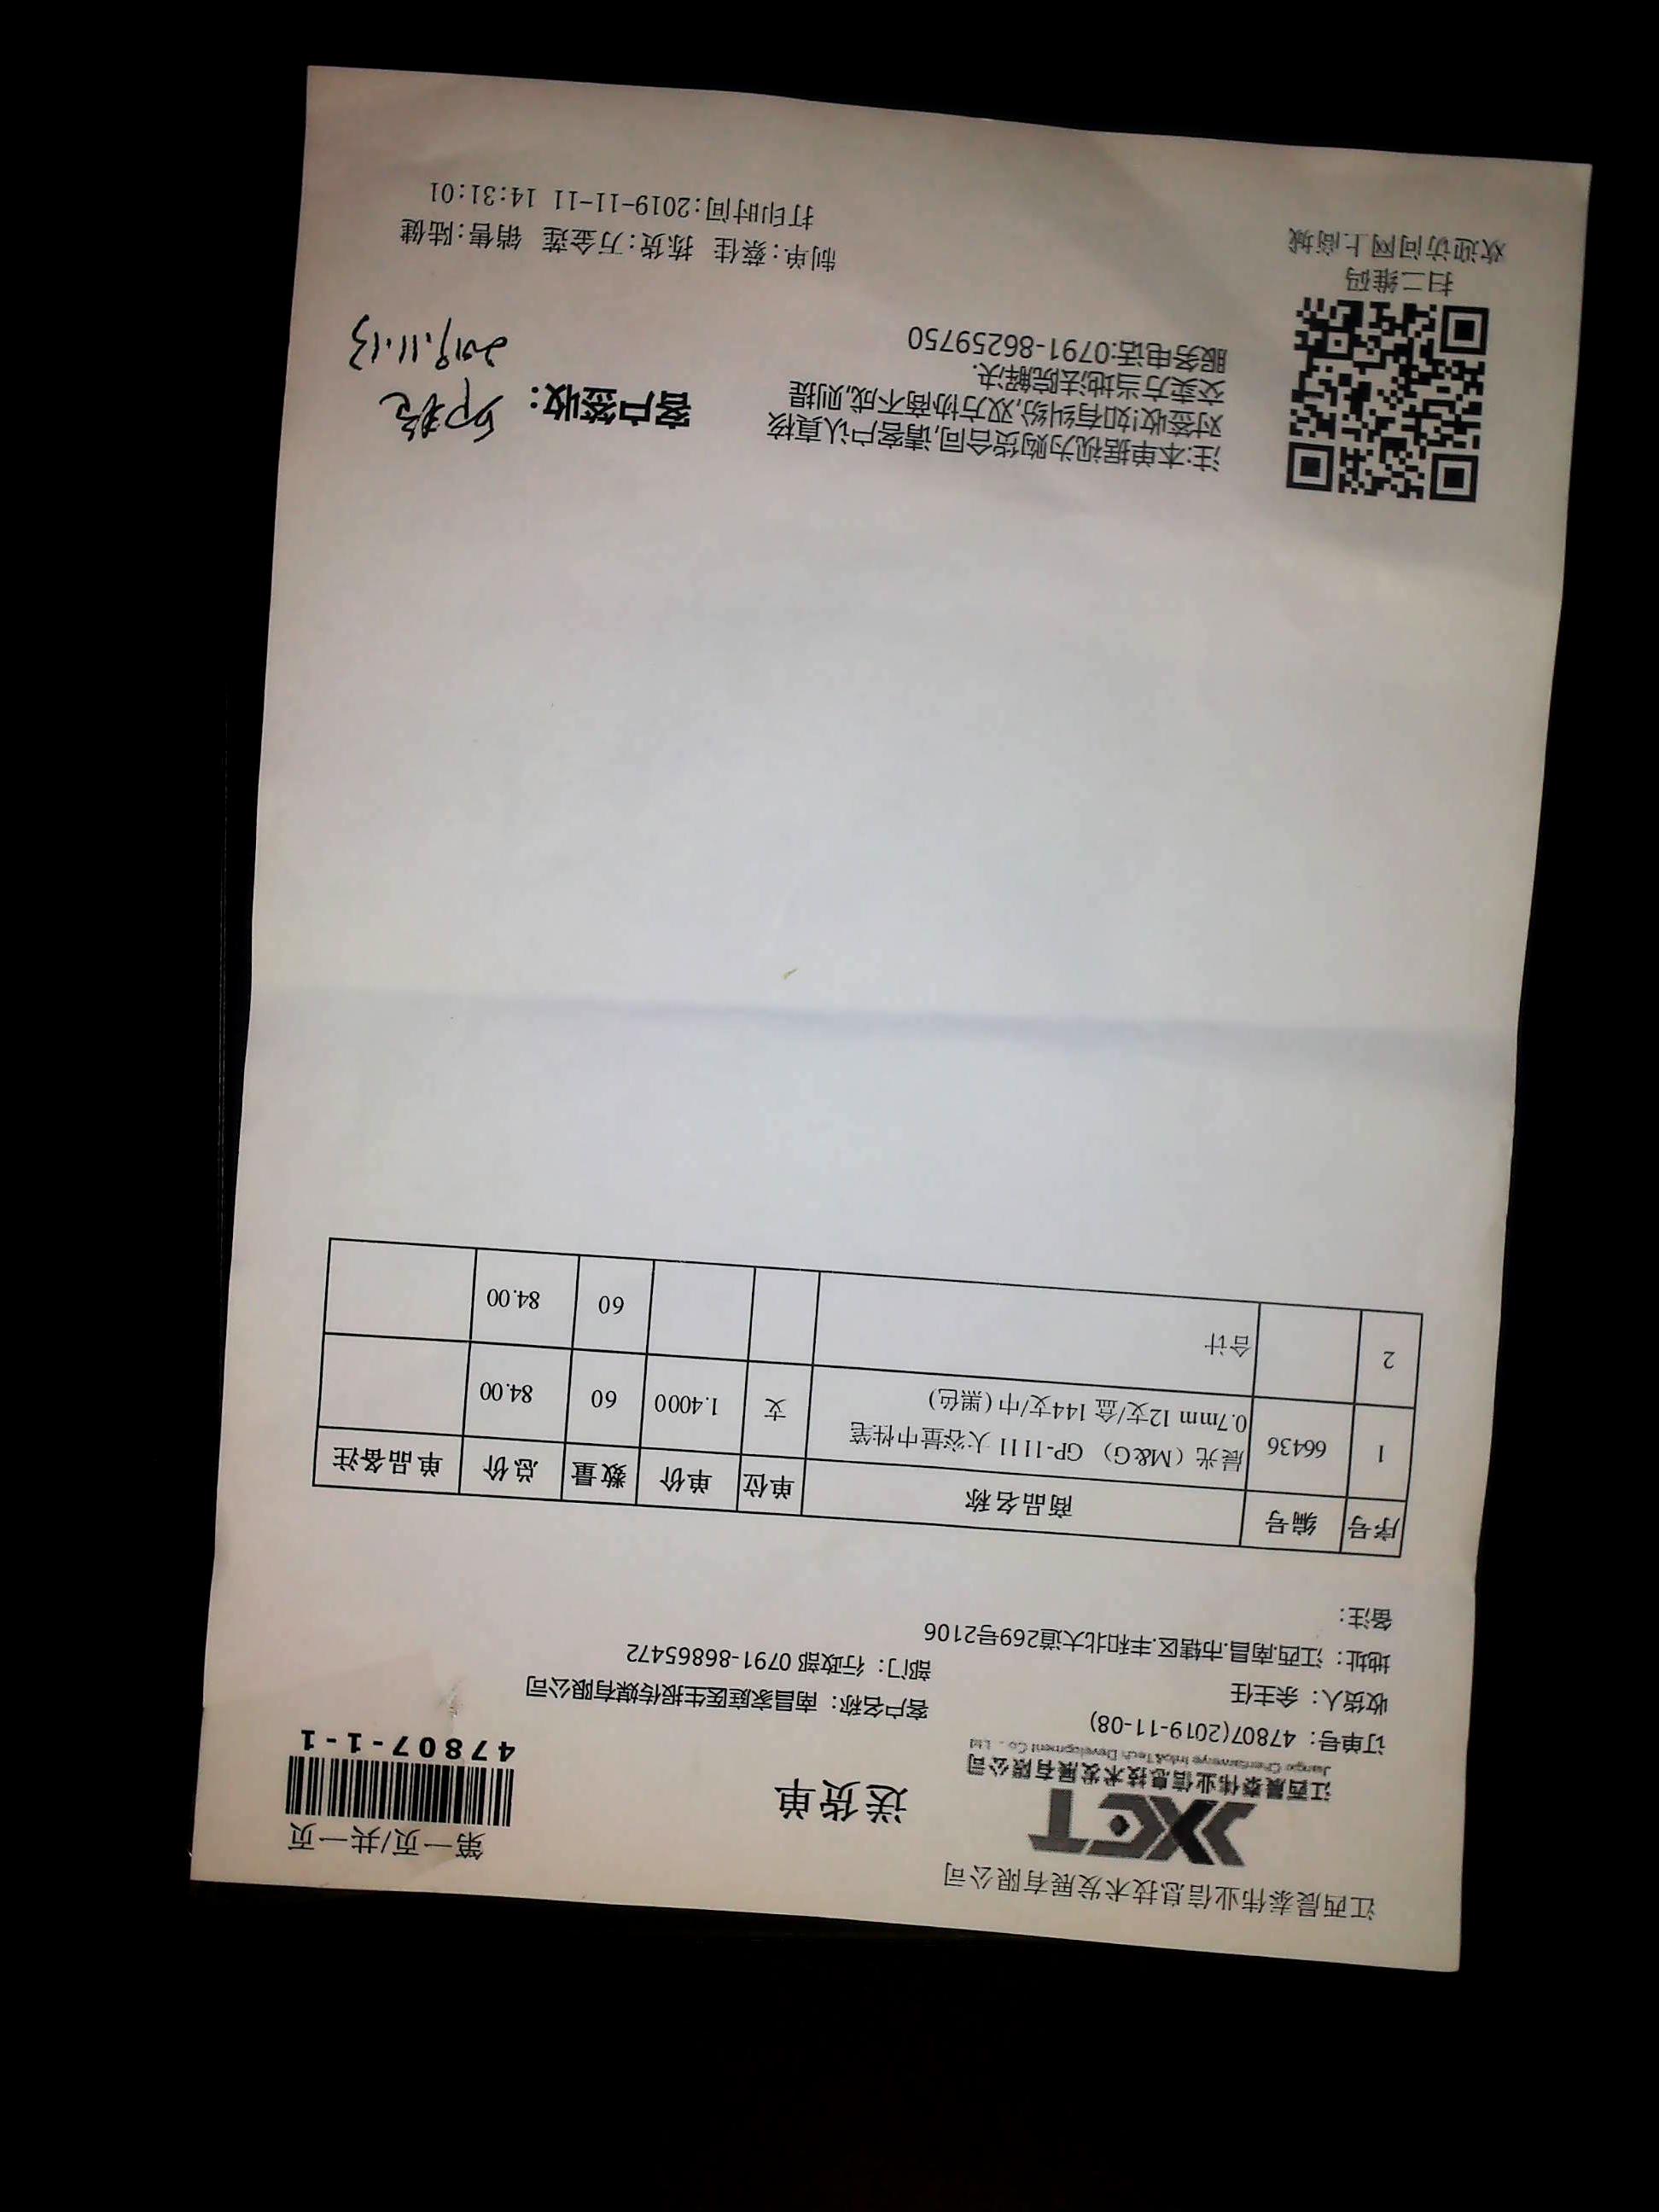 江西晨泰伟业信息技术发展有限公司
第一页/共一页
JXCT
江西晨泰伟业信息技术发展有限公司
Jiangxi Chentaiweiye Info&Tech Development Co., Ltd
送货单
47807-1-1
订单号: 47807(2019-11-08)
客户名称: 南昌家庭医生报传媒有限公司
收货人: 余主任
部门: 行政部 0791-86865472
地址: 江西.南昌.市辖区.丰和北大道269号2106
备注:
序号 编号 商品名称 单位 单价 数量 总价 单品备注
1 66436 晨光（M&G） GP-1111 大容量中性笔 0.7mm 12支/盒 144支/中 (黑色) 支 1.4000 60 84.00
2 合计 60 84.00
注:本单据视为购货合同,请客户认真核
对签收!如有纠纷,双方协商不成,则提
交卖方当地法院解决.
服务电话:0791-86259750
客户签收:
2019.11.13
扫二维码
欢迎访问网上商城
制单:蔡佳 拣货:万金莲 销售:陆健
打印时间:2019-11-11 14:31:01